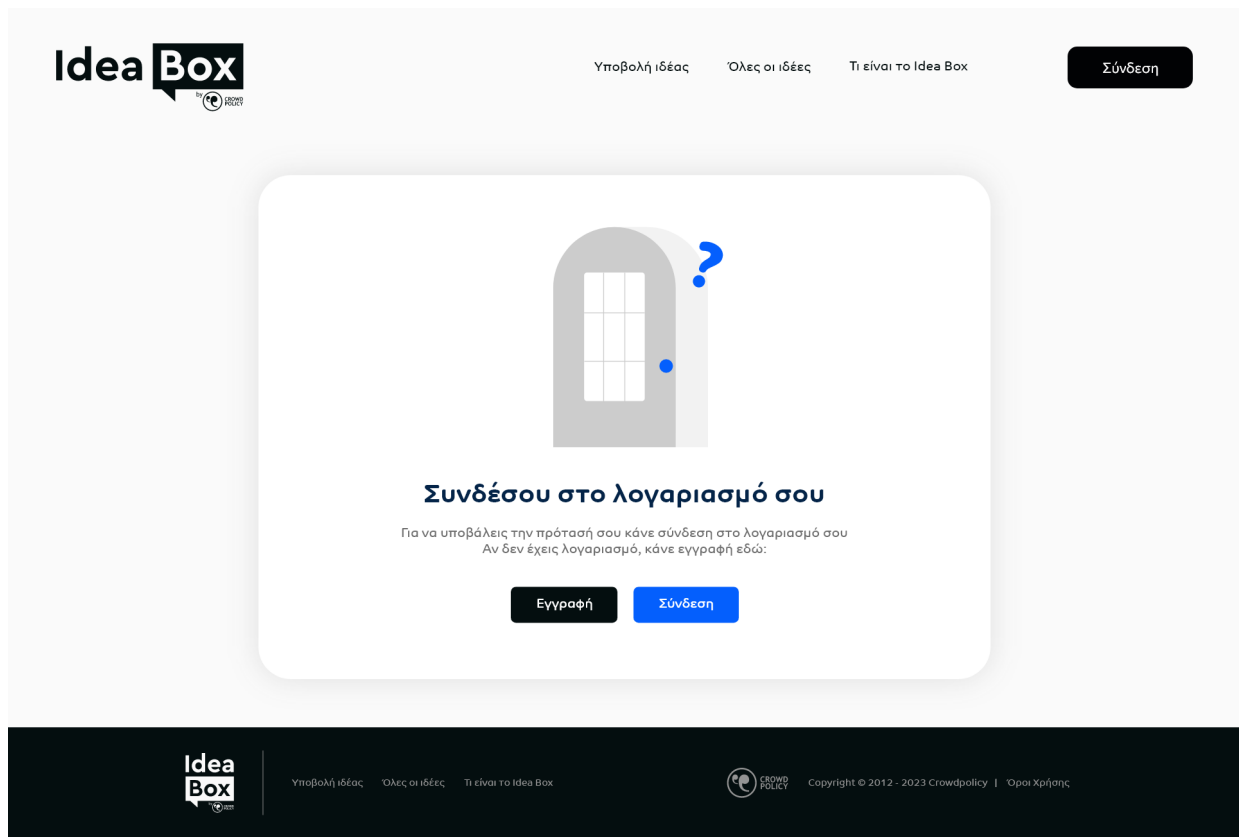 Idea Box
by CROWD POLICY
Υποβολή ιδέας
Όλες οι ιδέες
Τι είναι το Idea Box
Σύνδεση
?
Συνδέσου στο λογαριασμό σου
Για να υποβάλεις την πρότασή σου κάνε σύνδεση στο λογαριασμό σου
Αν δεν έχεις λογαριασμό, κάνε εγγραφή εδώ:
Εγγραφή
Σύνδεση
Idea
Box
Υποβολή ιδέας
Όλες οι ιδέες
Τι είναι το Idea Box
CROWD
POLICY
Copyright © 2012 - 2023 Crowdpolicy | Όροι Χρήσης